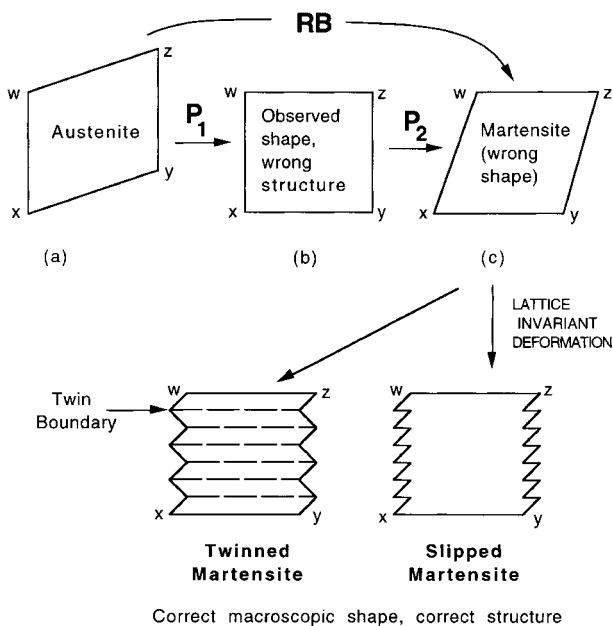 RB
w
z
Austenite
x
y
P1
w
z
Observed
shape,
wrong
structure
x
y
P2
w
z
Martensite
(wrong
shape)
x
y
(a)
(b)
(c)
LATTICE
INVARIANT
DEFORMATION
Twin
Boundary
w
z
x
y
w
z
x
y
Twinned
Martensite
Slipped
Martensite
Correct macroscopic shape, correct structure